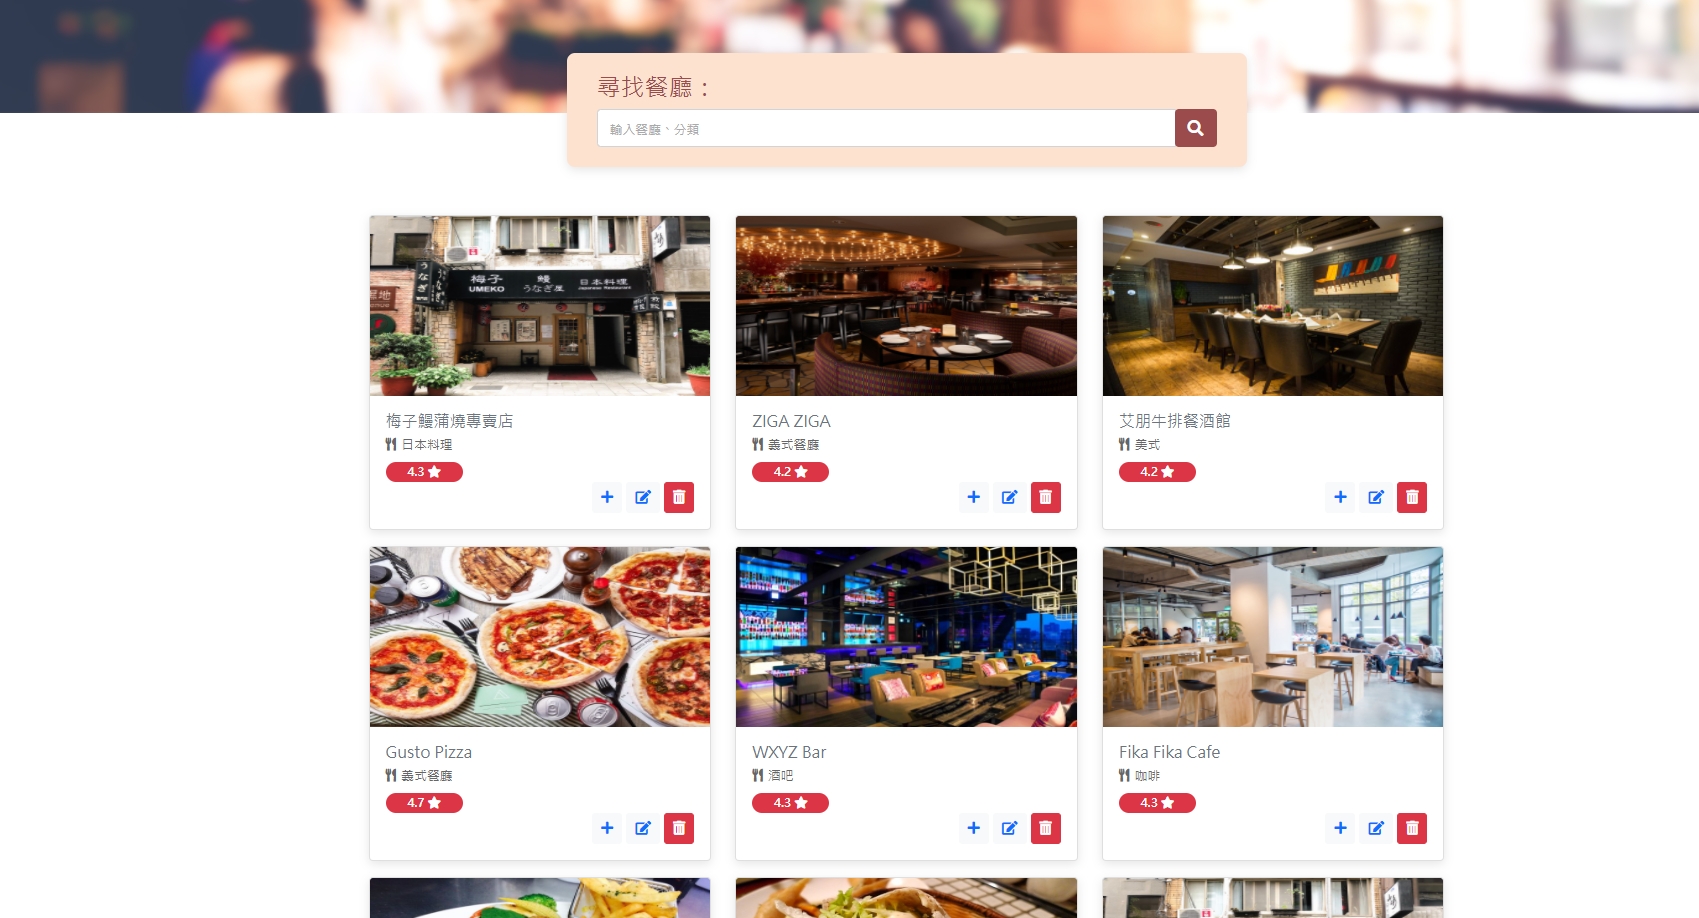 尋找餐廳：
輸入餐廳、分類
梅子 鰻 日本料理
UMEKO うなぎ屋 Japanese Restaurant
うなぎ
梅子鰻蒲燒專賣店
日本料理
4.3
ZIGA ZIGA
義式餐廳
4.2
艾朋牛排餐酒館
美式
4.2
Gusto Pizza
義式餐廳
4.7
WXYZ Bar
酒吧
4.3
Fika Fika Cafe
咖啡
4.3